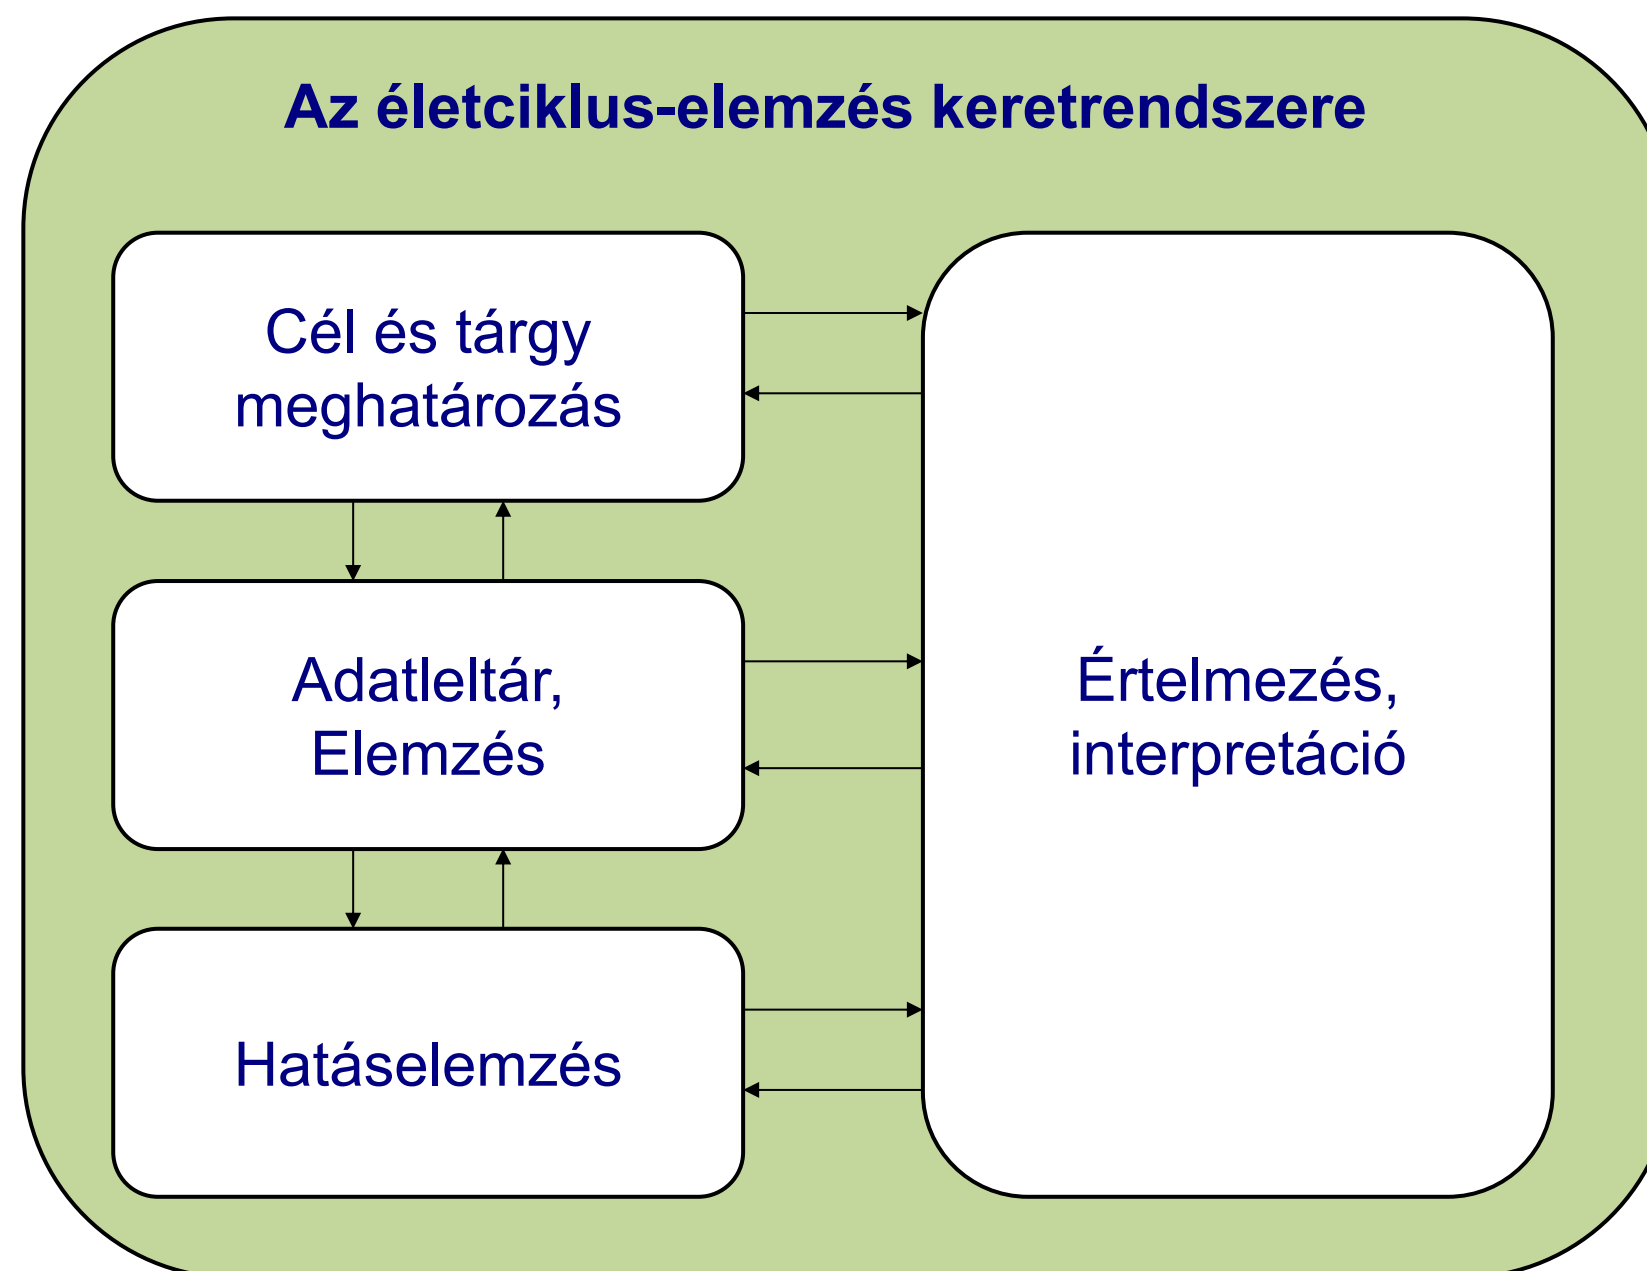 Az életciklus-elemzés keretrendszere
Cél és tárgy
meghatározás
Adatleltár,
Elemzés
Értelmezés,
interpretáció
Hatáselemzés